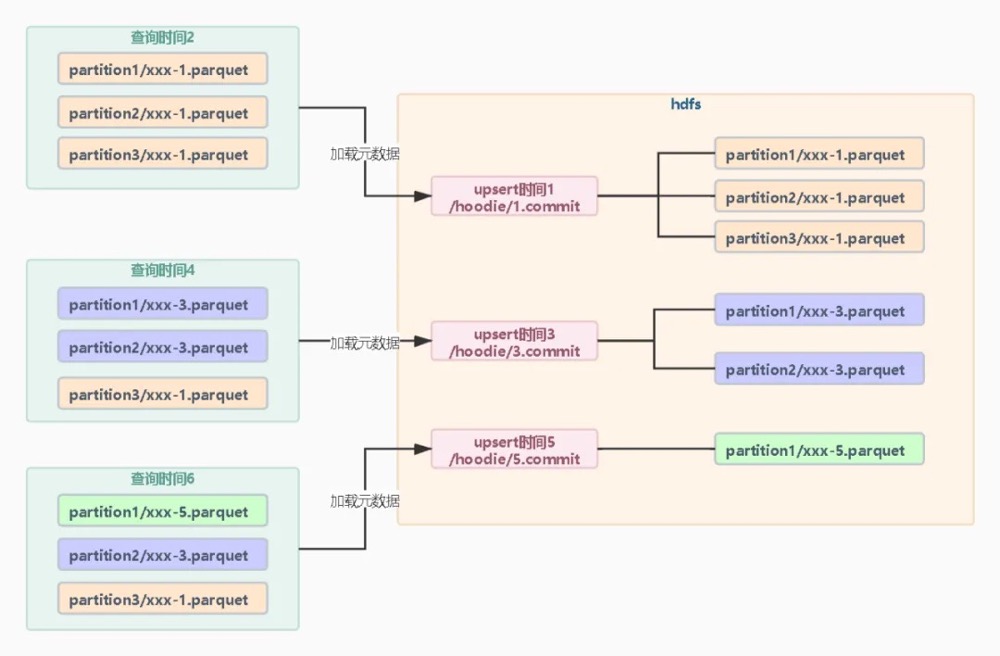 查询时间2
partition1/xxx-1.parquet
partition2/xxx-1.parquet
partition3/xxx-1.parquet
加载元数据
查询时间4
partition1/xxx-3.parquet
partition2/xxx-3.parquet
partition3/xxx-1.parquet
加载元数据
查询时间6
partition1/xxx-5.parquet
partition2/xxx-3.parquet
partition3/xxx-1.parquet
加载元数据
hdfs
upsert时间1
/hoodie/1.commit
partition1/xxx-1.parquet
partition2/xxx-1.parquet
partition3/xxx-1.parquet
upsert时间3
/hoodie/3.commit
partition1/xxx-3.parquet
partition2/xxx-3.parquet
upsert时间5
/hoodie/5.commit
partition1/xxx-5.parquet